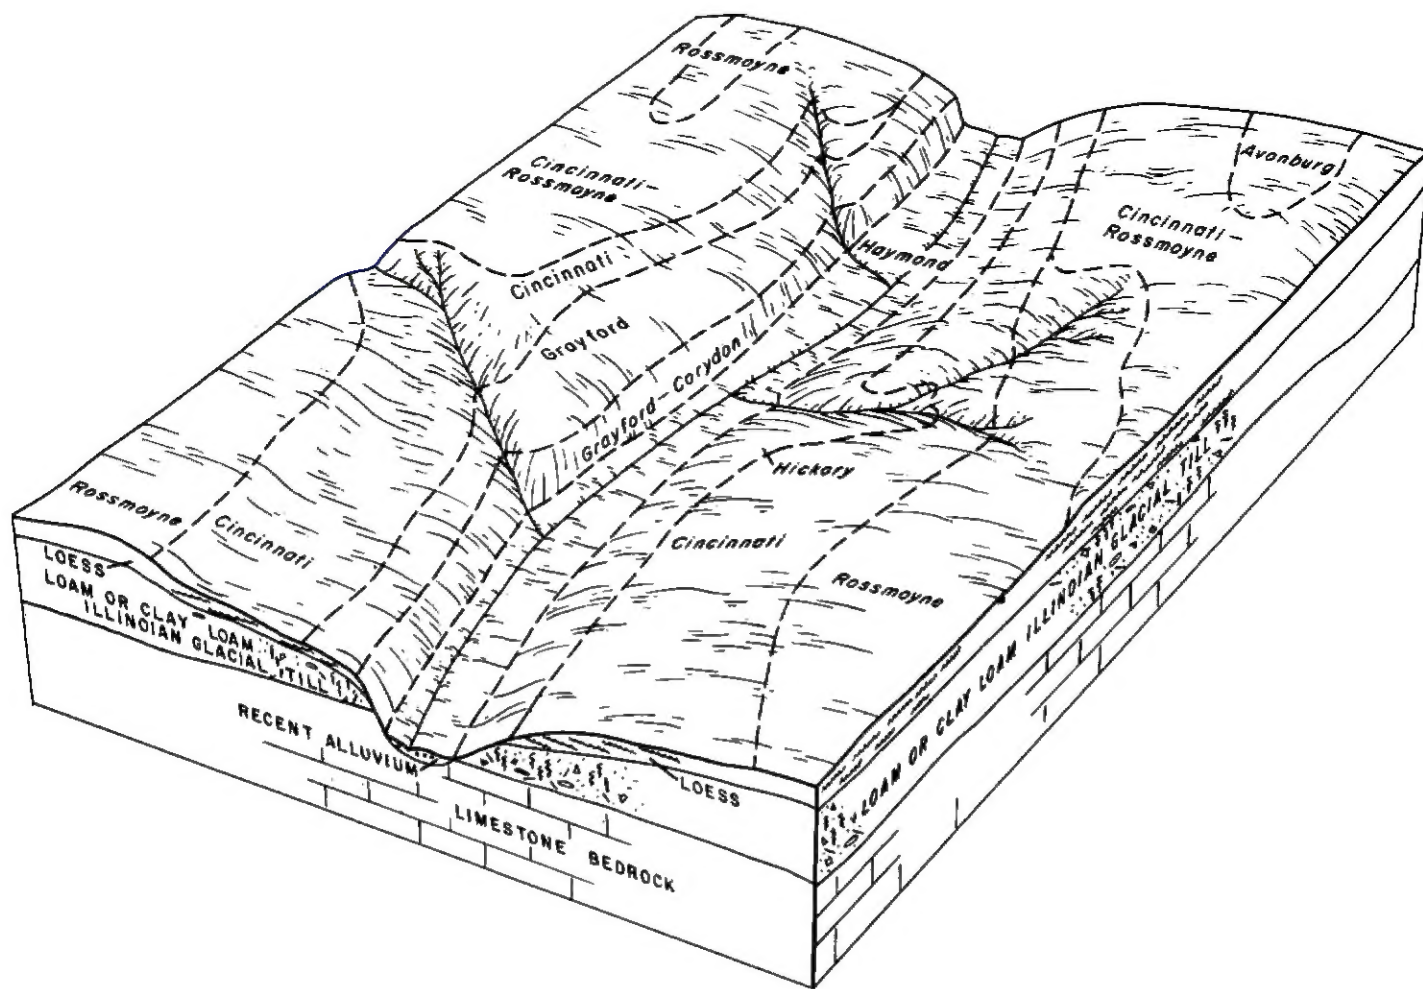 Rossmoyne
Avonburg
Cincinnati-
Rossmoyne
Cincinnati-
Rossmoyne
Haymond
Cincinnati
Grayford
Grayford-Corydon
Hickory
Rossmoyne
Cincinnati
Cincinnati
Rossmoyne
LOESS
LOAM OR CLAY LOAM
ILLINOIAN GLACIAL TILL
RECENT ALLUVIUM
LOESS
LIMESTONE BEDROCK
LOAM OR CLAY LOAM ILLINOIAN GLACIAL TILL